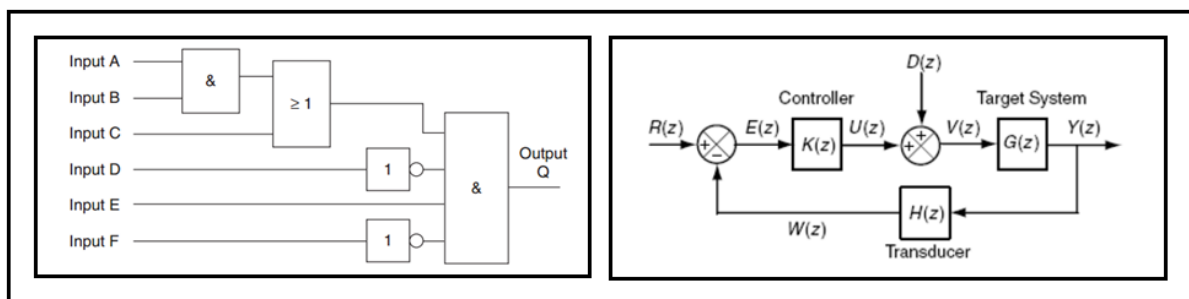 Input A
Input B
Input C
Input D
Input E
Input F
&
≥ 1
1
1
&
Output
Q
D(z)
Controller
Target System
R(z)
E(z)
U(z)
V(z)
Y(z)
+
−
K(z)
+
+
G(z)
H(z)
W(z)
Transducer